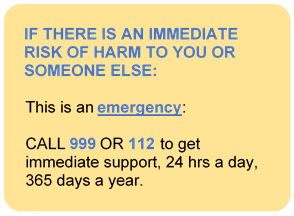 IF THERE IS AN IMMEDIATE
RISK OF HARM TO YOU OR
SOMEONE ELSE:
This is an emergency:
CALL 999 OR 112 to get
immediate support, 24 hrs a day,
365 days a year.